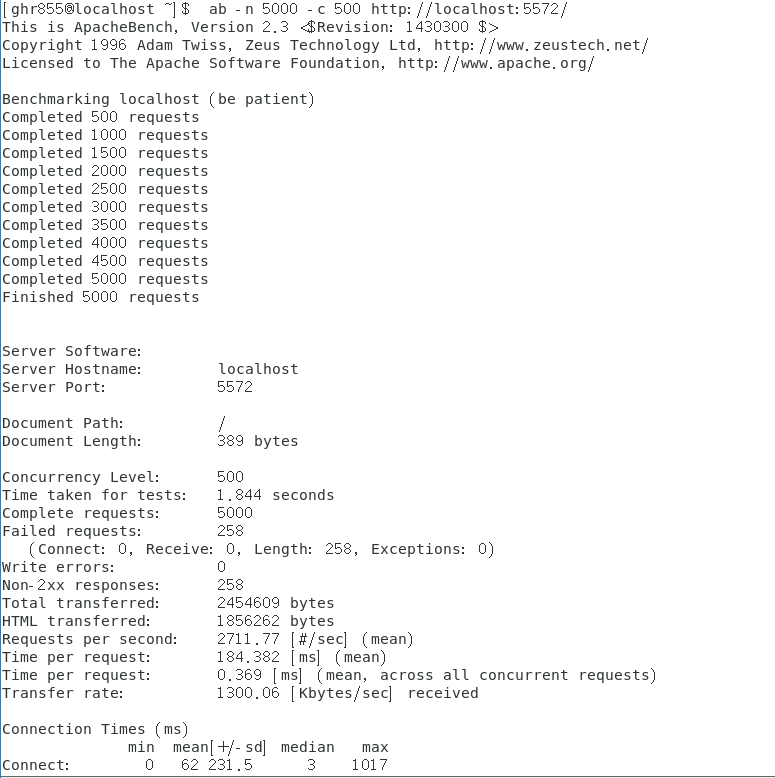 [ghr855@localhost ~]$  ab -n 5000 -c 500 http://localhost:5572/
This is ApacheBench, Version 2.3 <$Revision: 1430300 $>
Copyright 1996 Adam Twiss, Zeus Technology Ltd, http://www.zeustech.net/
Licensed to The Apache Software Foundation, http://www.apache.org/

Benchmarking localhost (be patient)
Completed 500 requests
Completed 1000 requests
Completed 1500 requests
Completed 2000 requests
Completed 2500 requests
Completed 3000 requests
Completed 3500 requests
Completed 4000 requests
Completed 4500 requests
Completed 5000 requests
Finished 5000 requests


Server Software:
Server Hostname:        localhost
Server Port:            5572

Document Path:          /
Document Length:        389 bytes

Concurrency Level:      500
Time taken for tests:   1.844 seconds
Complete requests:      5000
Failed requests:        258
   (Connect: 0, Receive: 0, Length: 258, Exceptions: 0)
Write errors:           0
Non-2xx responses:      258
Total transferred:      2454609 bytes
HTML transferred:       1856262 bytes
Requests per second:    2711.77 [#/sec] (mean)
Time per request:       184.382 [ms] (mean)
Time per request:       0.369 [ms] (mean, across all concurrent requests)
Transfer rate:          1300.06 [Kbytes/sec] received

Connection Times (ms)
              min  mean[+/-sd] median   max
Connect:        0   62 231.5      3    1017